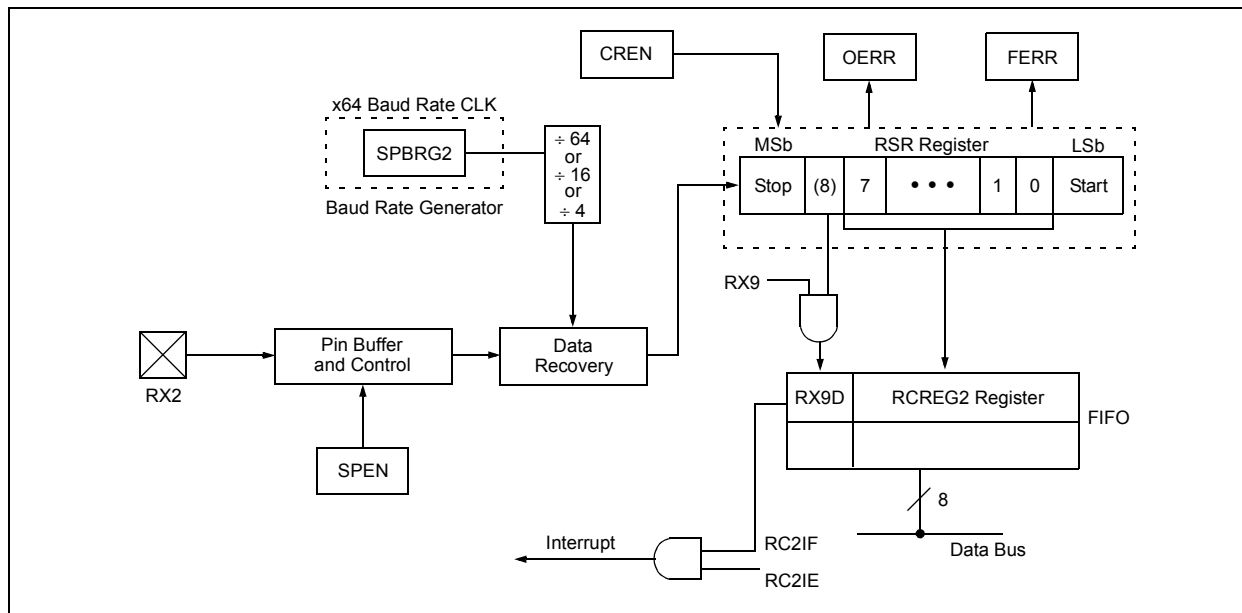 CREN
OERR
FERR
x64 Baud Rate CLK
SPBRG2
Baud Rate Generator
÷ 64
or
÷ 16
or
÷ 4
MSb
RSR Register
LSb
Stop
(8)
7
• • •
1
0
Start
RX9
RX2
Pin Buffer
and Control
Data
Recovery
SPEN
RX9D
RCREG2 Register
FIFO
8
Data Bus
Interrupt
RC2IF
RC2IE